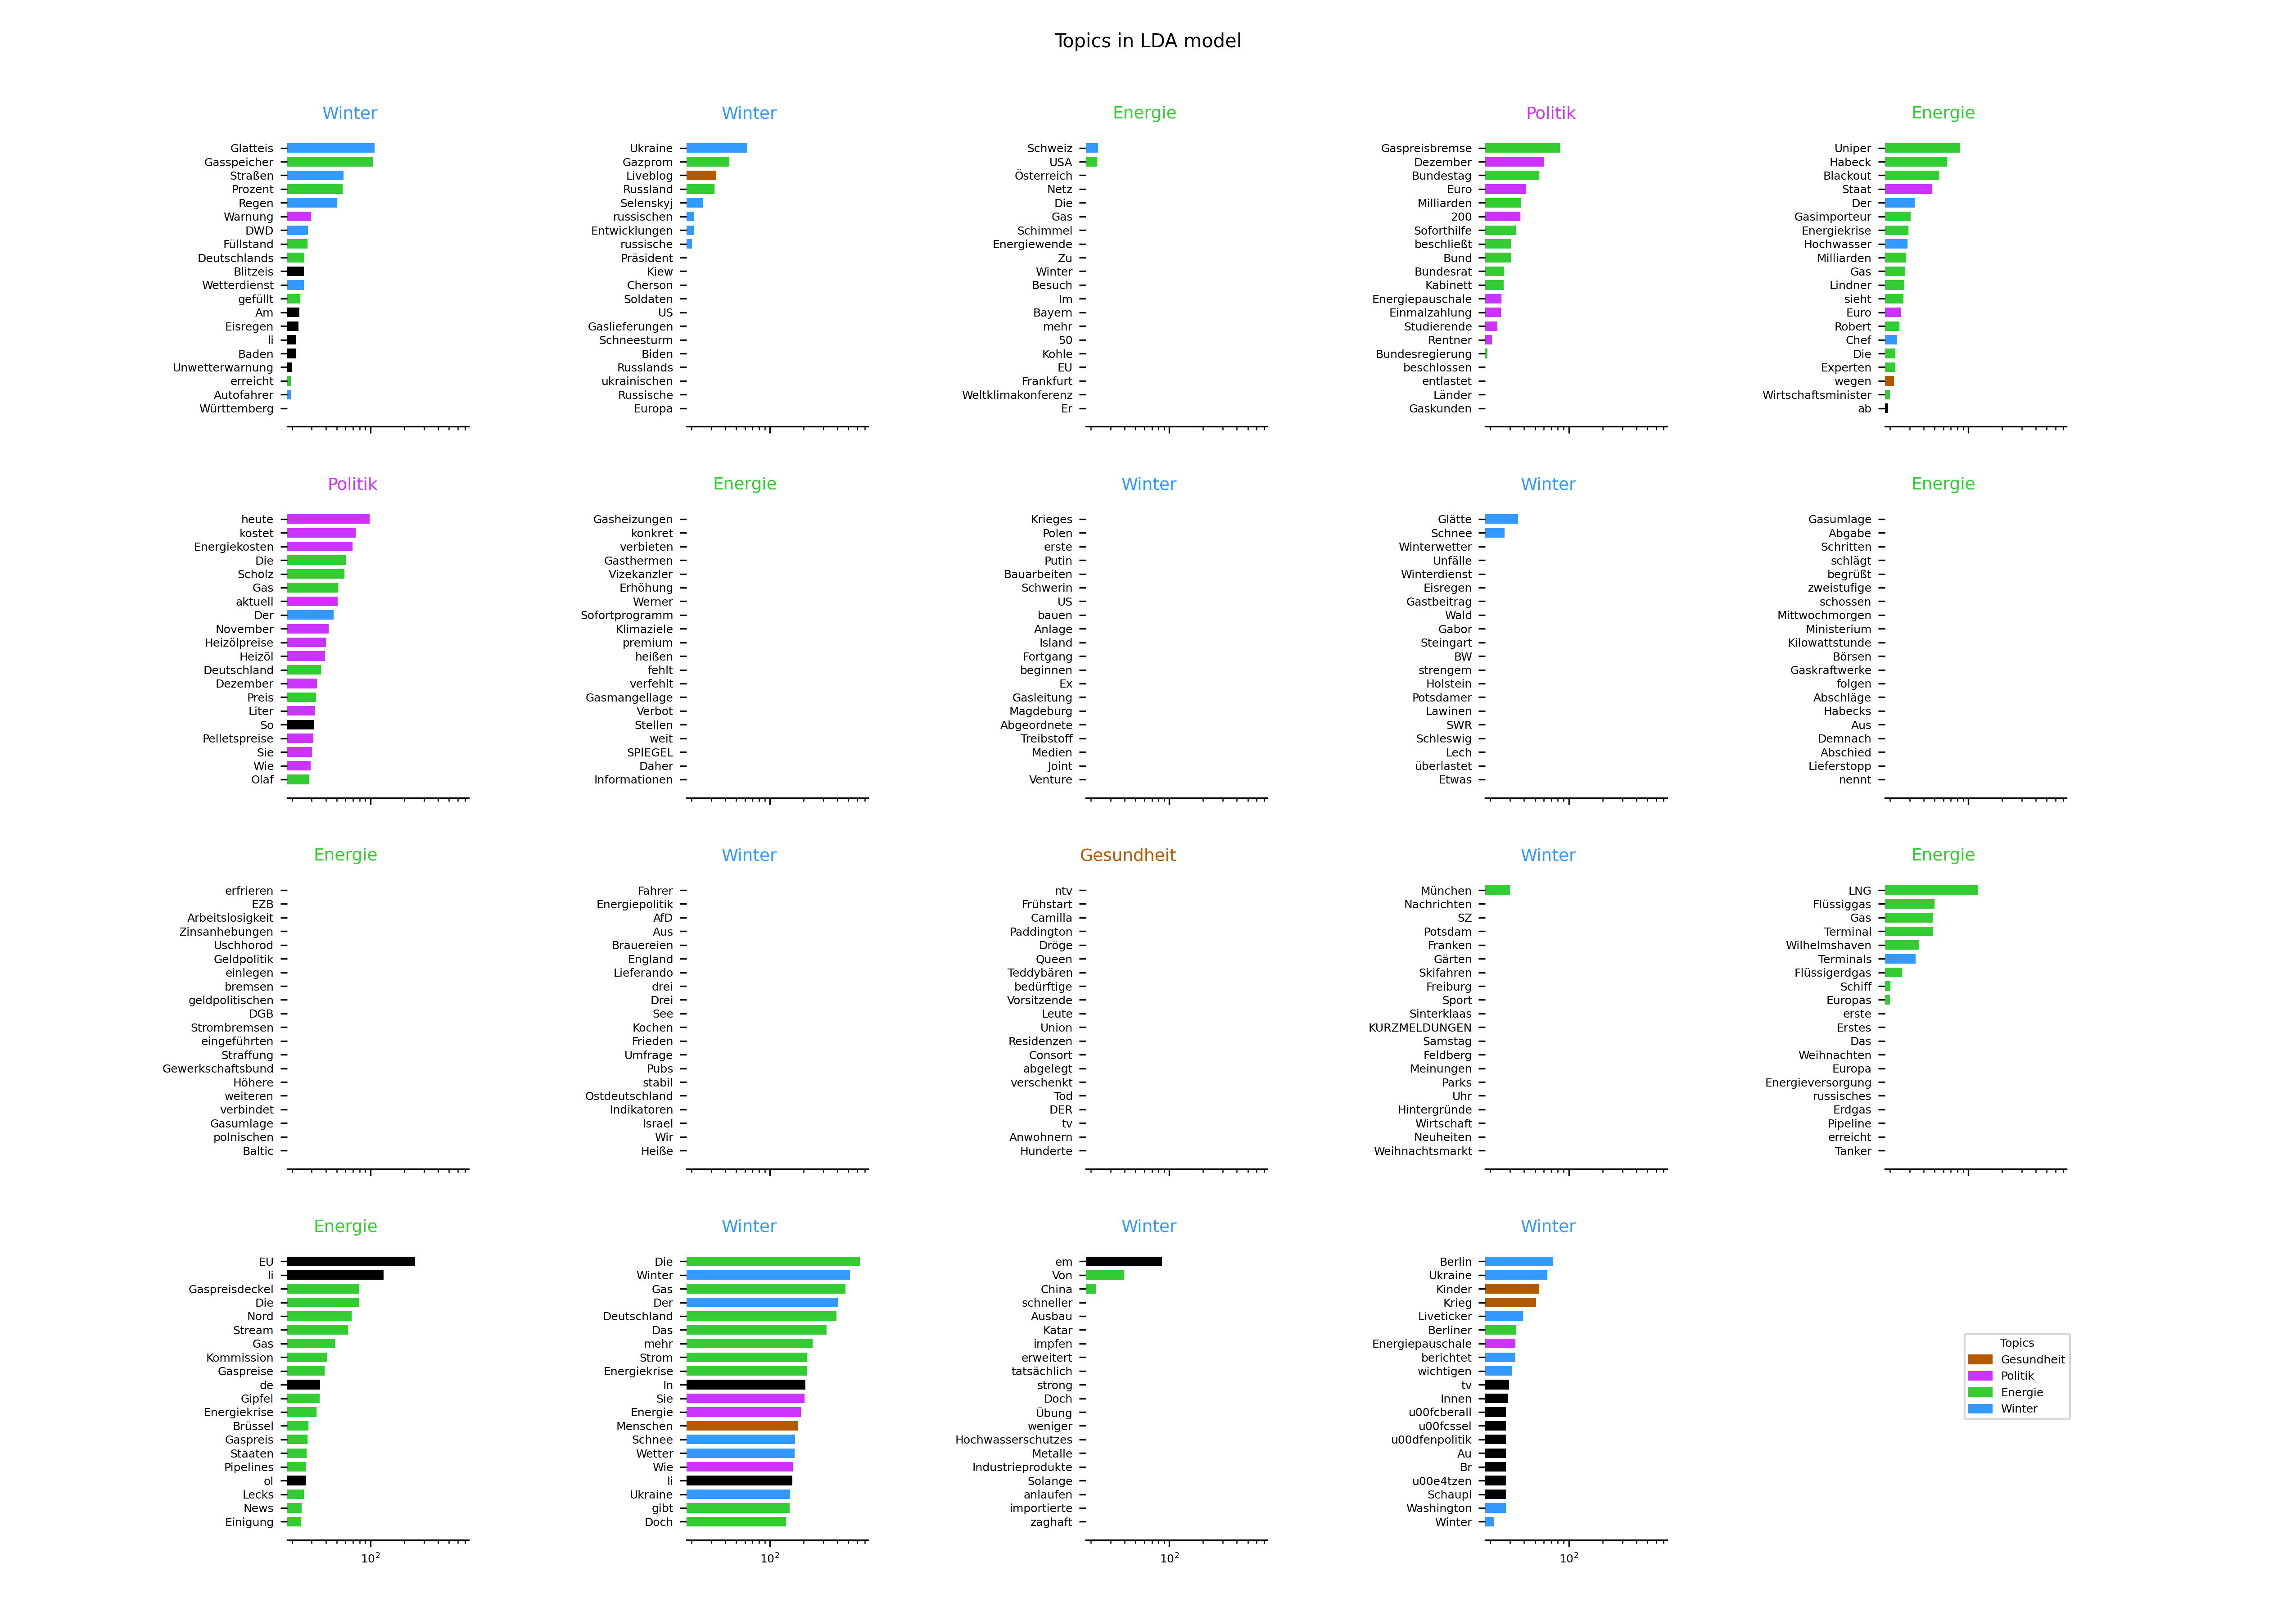 Topics in LDA model
Winter
Glatteis
Gasspeicher
Straßen
Prozent
Regen
Warnung
DWD
Füllstand
Deutschlands
Blitzeis
Wetterdienst
gefüllt
Am
Eisregen
li
Baden
Unwetterwarnung
erreicht
Autofahrer
Württemberg
Winter
Ukraine
Gazprom
Liveblog
Russland
Selenskyj
russischen
Entwicklungen
russische
Präsident
Kiew
Cherson
Soldaten
US
Gaslieferungen
Schneesturm
Biden
Russlands
ukrainischen
Russische
Europa
Energie
Schweiz
USA
Österreich
Netz
Die
Gas
Schimmel
Energiewende
Zu
Winter
Besuch
Im
Bayern
mehr
50
Kohle
EU
Frankfurt
Weltklimakonferenz
Er
Politik
Gaspreisbremse
Dezember
Bundestag
Euro
Milliarden
200
Soforthilfe
beschließt
Bund
Bundesrat
Kabinett
Energiepauschale
Einmalzahlung
Studierende
Rentner
Bundesregierung
beschlossen
entlastet
Länder
Gaskunden
Energie
Uniper
Habeck
Blackout
Staat
Der
Gasimporteur
Energiekrise
Hochwasser
Milliarden
Gas
Lindner
sieht
Euro
Robert
Chef
Die
Experten
wegen
Wirtschaftsminister
ab
Politik
heute
kostet
Energiekosten
Die
Scholz
Gas
aktuell
Der
November
Heizölpreise
Heizöl
Deutschland
Dezember
Preis
Liter
So
Pelletspreise
Sie
Wie
Olaf
Energie
Gasheizungen
konkret
verbieten
Gasthermen
Vizekanzler
Erhöhung
Werner
Sofortprogramm
Klimaziele
premium
heißen
fehlt
verfehlt
Gasmangellage
Verbot
Stellen
weit
SPIEGEL
Daher
Informationen
Winter
Krieges
Polen
erste
Putin
Bauarbeiten
Schwerin
US
bauen
Anlage
Island
Fortgang
beginnen
Ex
Gasleitung
Magdeburg
Abgeordnete
Treibstoff
Medien
Joint
Venture
Winter
Glätte
Schnee
Winterwetter
Unfälle
Winterdienst
Eisregen
Gastbeitrag
Wald
Gabor
Steingart
BW
strengem
Holstein
Potsdamer
Lawinen
SWR
Schleswig
Lech
überlastet
Etwas
Energie
Gasumlage
Abgabe
Schritten
schlägt
begrüßt
zweistufige
schossen
Mittwochmorgen
Ministerium
Kilowattstunde
Börsen
Gaskraftwerke
folgen
Abschläge
Habecks
Aus
Demnach
Abschied
Lieferstopp
nennt
Energie
erfrieren
EZB
Arbeitslosigkeit
Zinsanhebungen
Uschhorod
Geldpolitik
einlegen
bremsen
geldpolitischen
DGB
Strombremsen
eingeführten
Straffung
Gewerkschaftsbund
Höhere
weiteren
verbindet
Gasumlage
polnischen
Baltic
Winter
Fahrer
Energiepolitik
AfD
Aus
Brauereien
England
Lieferando
drei
Drei
See
Kochen
Frieden
Umfrage
Pubs
stabil
Ostdeutschland
Indikatoren
Israel
Wir
Heiße
Gesundheit
ntv
Frühstart
Camilla
Paddington
Dröge
Queen
Teddybären
bedürftige
Vorsitzende
Leute
Union
Residenzen
Consort
abgelegt
verschenkt
Tod
DER
tv
Anwohnern
Hunderte
Winter
München
Nachrichten
SZ
Potsdam
Franken
Gärten
Skifahren
Freiburg
Sport
Sinterklaas
KURZMELDUNGEN
Samstag
Feldberg
Meinungen
Parks
Uhr
Hintergründe
Wirtschaft
Neuheiten
Weihnachtsmarkt
Energie
LNG
Flüssiggas
Gas
Terminal
Wilhelmshaven
Terminals
Flüssigerdgas
Schiff
Europas
erste
Erstes
Das
Weihnachten
Europa
Energieversorgung
russisches
Erdgas
Pipeline
erreicht
Tanker
Energie
EU
li
Gaspreisdeckel
Die
Nord
Stream
Gas
Kommission
Gaspreise
de
Gipfel
Energiekrise
Brüssel
Gaspreis
Staaten
Pipelines
ol
Lecks
News
Einigung
10²
Winter
Die
Winter
Gas
Der
Deutschland
Das
mehr
Strom
Energiekrise
In
Sie
Energie
Menschen
Schnee
Wetter
Wie
li
Ukraine
gibt
Doch
10²
Winter
em
Von
China
schneller
Ausbau
Katar
impfen
erweitert
tatsächlich
strong
Doch
Übung
weniger
Hochwasserschutzes
Metalle
Industrieprodukte
Solange
anlaufen
importierte
zaghaft
10²
Winter
Berlin
Ukraine
Kinder
Krieg
Liveticker
Berliner
Energiepauschale
berichtet
wichtigen
tv
Innen
u00fcberall
u00fcssel
u00dfenpolitik
Au
Br
u00e4tzen
Schaupl
Washington
Winter
10²
Topics
Gesundheit
Politik
Energie
Winter